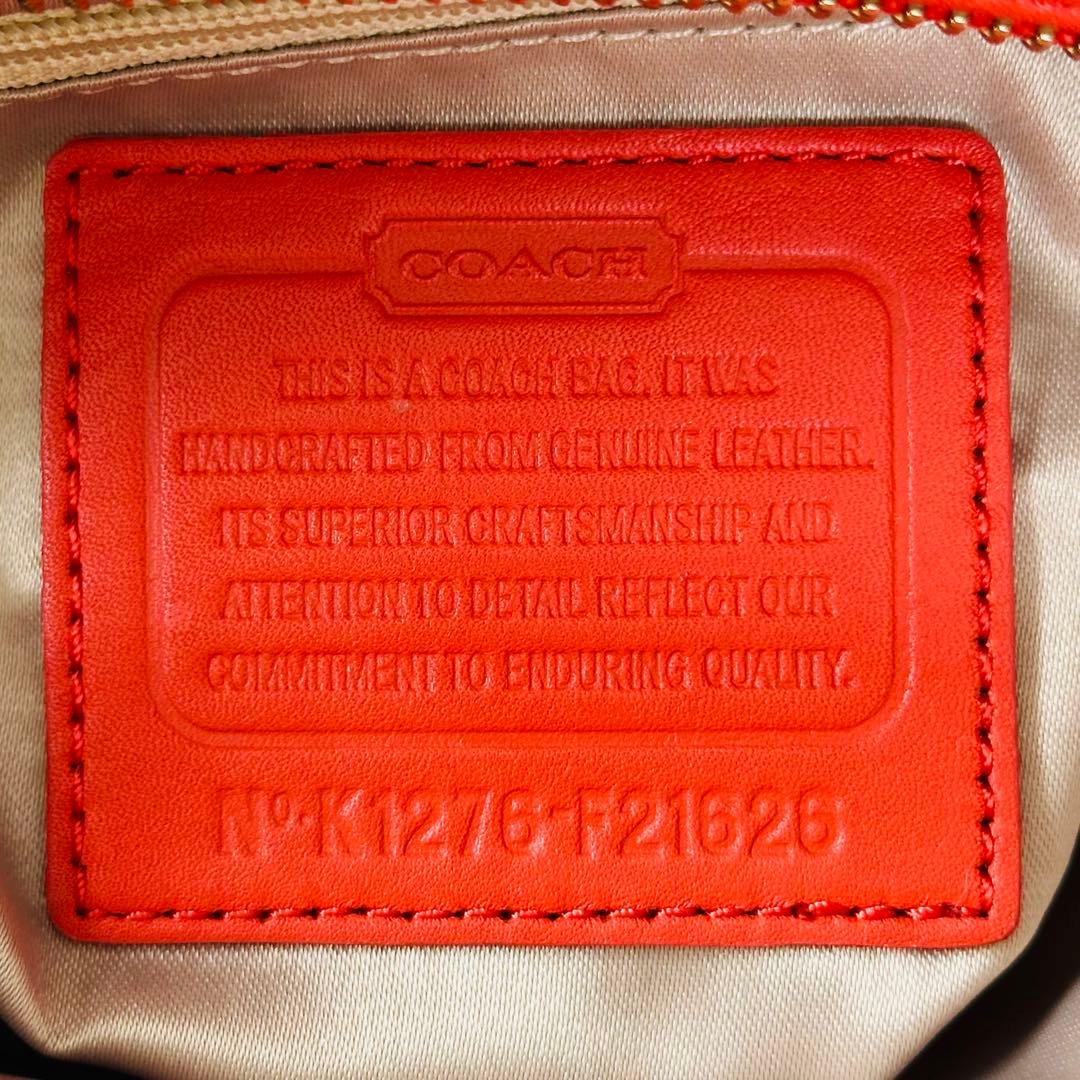 COACH
THIS IS A COACH BAG. IT WAS
HANDCRAFTED FROM GENUINE LEATHER.
ITS SUPERIOR CRAFTSMANSHIP AND
ATTENTION TO DETAIL REFLECT OUR
COMMITMENT TO ENDURING QUALITY.
Nº.K1276-F21626